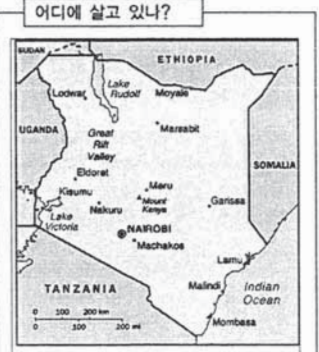 어디에 살고 있나?
SUDAN
ETHIOPIA
Lake
Rudolf
Lodwar
Moyale
UGANDA
Great
Rift
Valley
Marsabit
SOMALIA
Eldoret
Kisumu
Meru
Mount
Kenya
Nakuru
Garissa
Lake
Victoria
NAIROBI
Machakos
Lamu
TANZANIA
Malindi
Indian
Ocean
0 100 200 km
0 100 200 mi
Mombasa